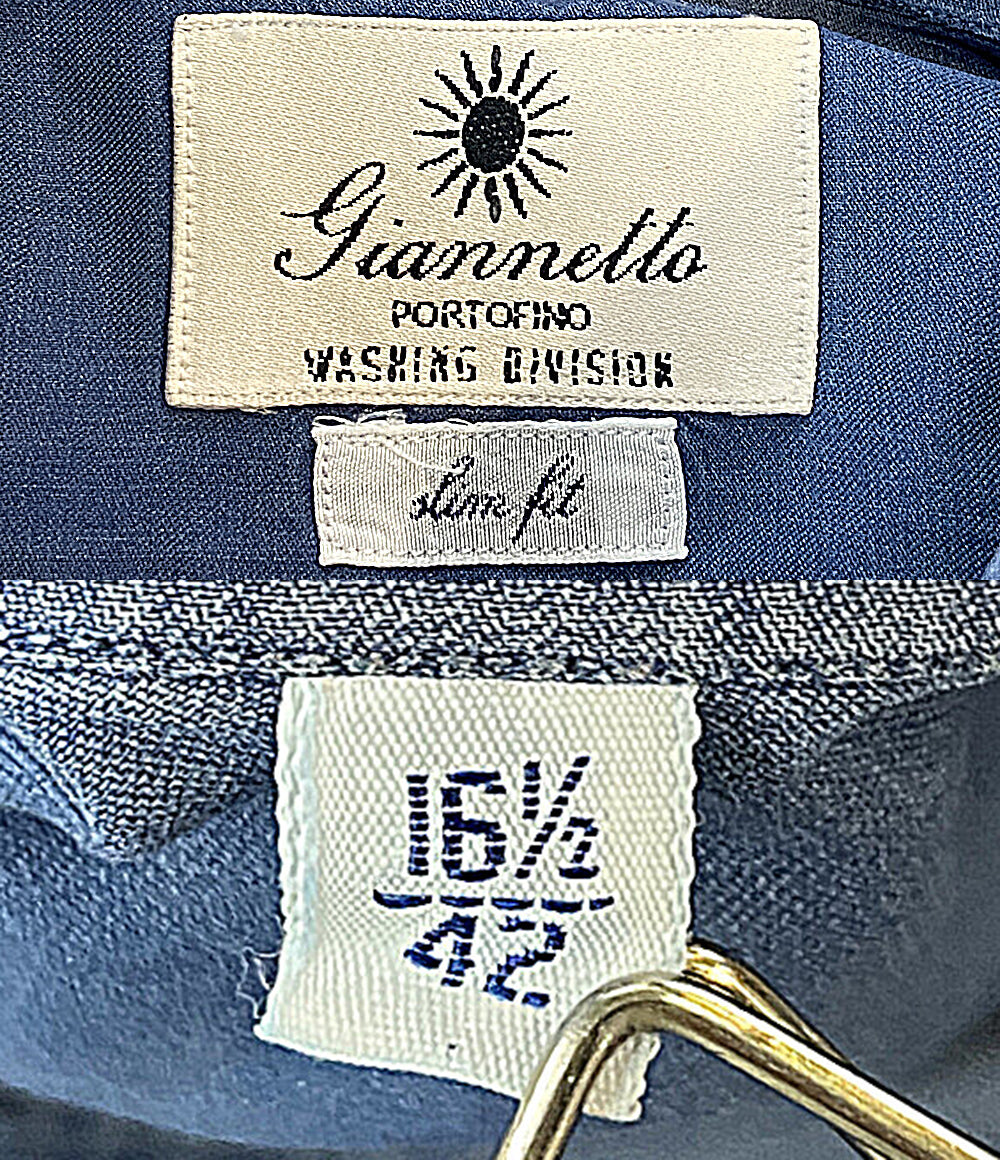 Giannetto
PORTOFINO
WASHING DIVISION
slim fit
16½
42